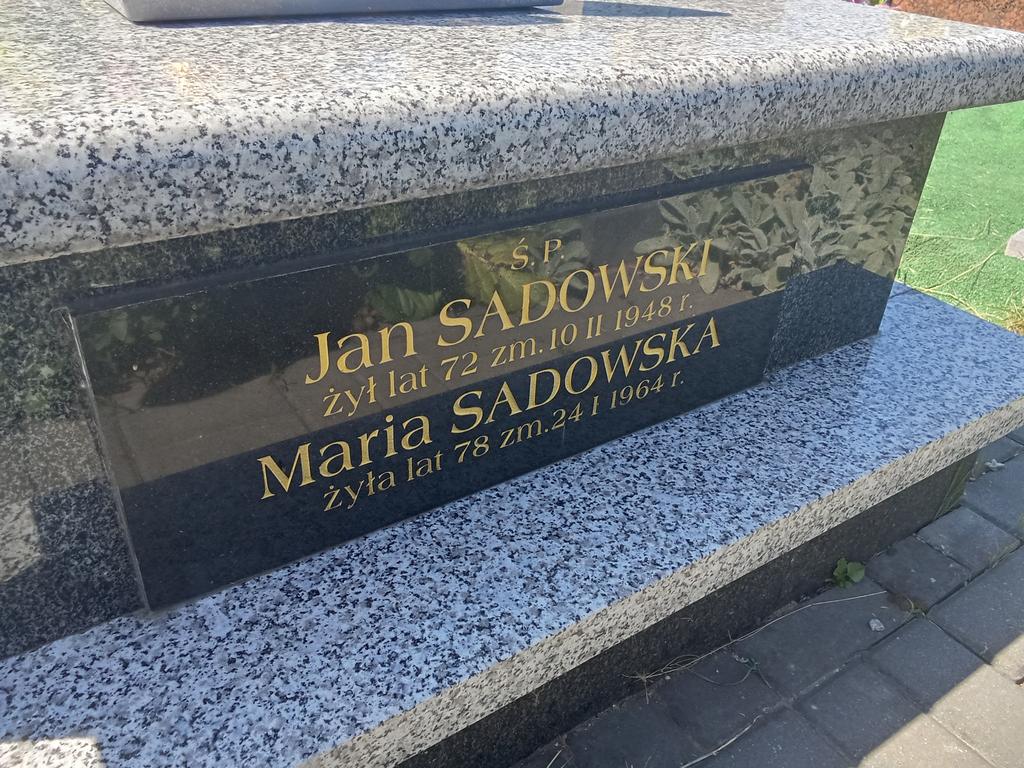 Ś.P.
Jan SADOWSKI
żył lat 72 zm. 10 II 1948 r.
Maria SADOWSKA
żyła lat 78 zm. 24 I 1964 r.